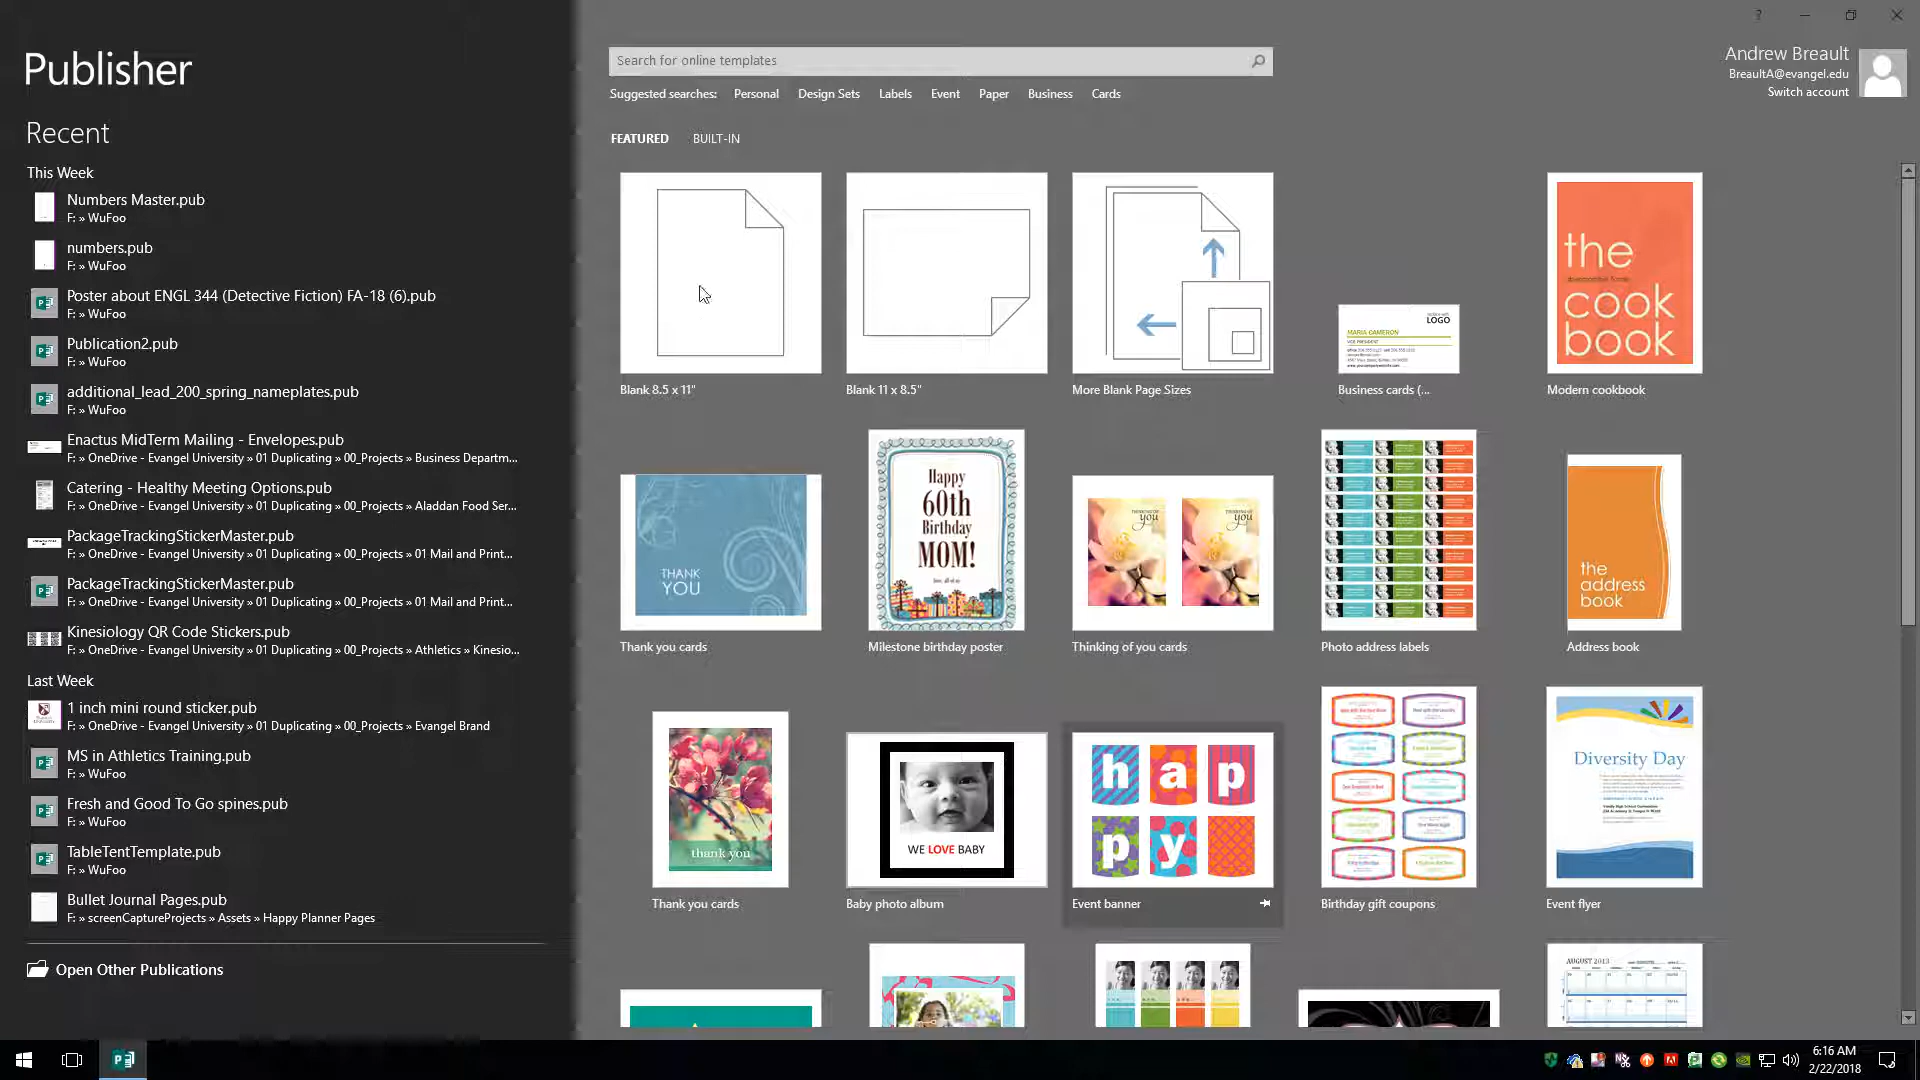 Publisher
Recent
This Week
Numbers Master.pub
F: » WuFoo
numbers.pub
F: » WuFoo
Poster about ENGL 344 (Detective Fiction) FA-18 (6).pub
F: » WuFoo
Publication2.pub
F: » WuFoo
additional_lead_200_spring_nameplates.pub
F: » WuFoo
Enactus MidTerm Mailing - Envelopes.pub
F: » OneDrive - Evangel University » 01 Duplicating » 00_Projects » Business Departm...
Catering - Healthy Meeting Options.pub
F: » OneDrive - Evangel University » 01 Duplicating » 00_Projects » Aladdan Food Ser...
PackageTrackingStickerMaster.pub
F: » OneDrive - Evangel University » 01 Duplicating » 00_Projects » 01 Mail and Print...
PackageTrackingStickerMaster.pub
F: » OneDrive - Evangel University » 01 Duplicating » 00_Projects » 01 Mail and Print...
Kinesiology QR Code Stickers.pub
F: » OneDrive - Evangel University » 01 Duplicating » 00_Projects » Athletics » Kinesio...
Last Week
1 inch mini round sticker.pub
F: » OneDrive - Evangel University » 01 Duplicating » 00_Projects » Evangel Brand
MS in Athletics Training.pub
F: » WuFoo
Fresh and Good To Go spines.pub
F: » WuFoo
TableTentTemplate.pub
F: » WuFoo
Bullet Journal Pages.pub
F: » screenCaptureProjects » Assets » Happy Planner Pages
Open Other Publications
Search for online templates
Suggested searches: Personal Design Sets Labels Event Paper Business Cards
Andrew Breault
BreaultA@evangel.edu
Switch account
FEATURED BUILT-IN
LOGO
MARIA CAMERON
VICE PRESIDENT
the
cook
book
Blank 8.5 x 11"
Blank 11 x 8.5"
More Blank Page Sizes
Business cards (...
Modern cookbook
THANK
YOU
Happy
60th
Birthday
MOM!
THINKING OF
you
THINKING OF
you
the
address
book
Thank you cards
Milestone birthday poster
Thinking of you cards
Photo address labels
Address book
thank you
WE LOVE BABY
h a p
p y
Diversity Day
Thank you cards
Baby photo album
Event banner
Birthday gift coupons
Event flyer
AUGUST 2013
6:16 AM
2/22/2018